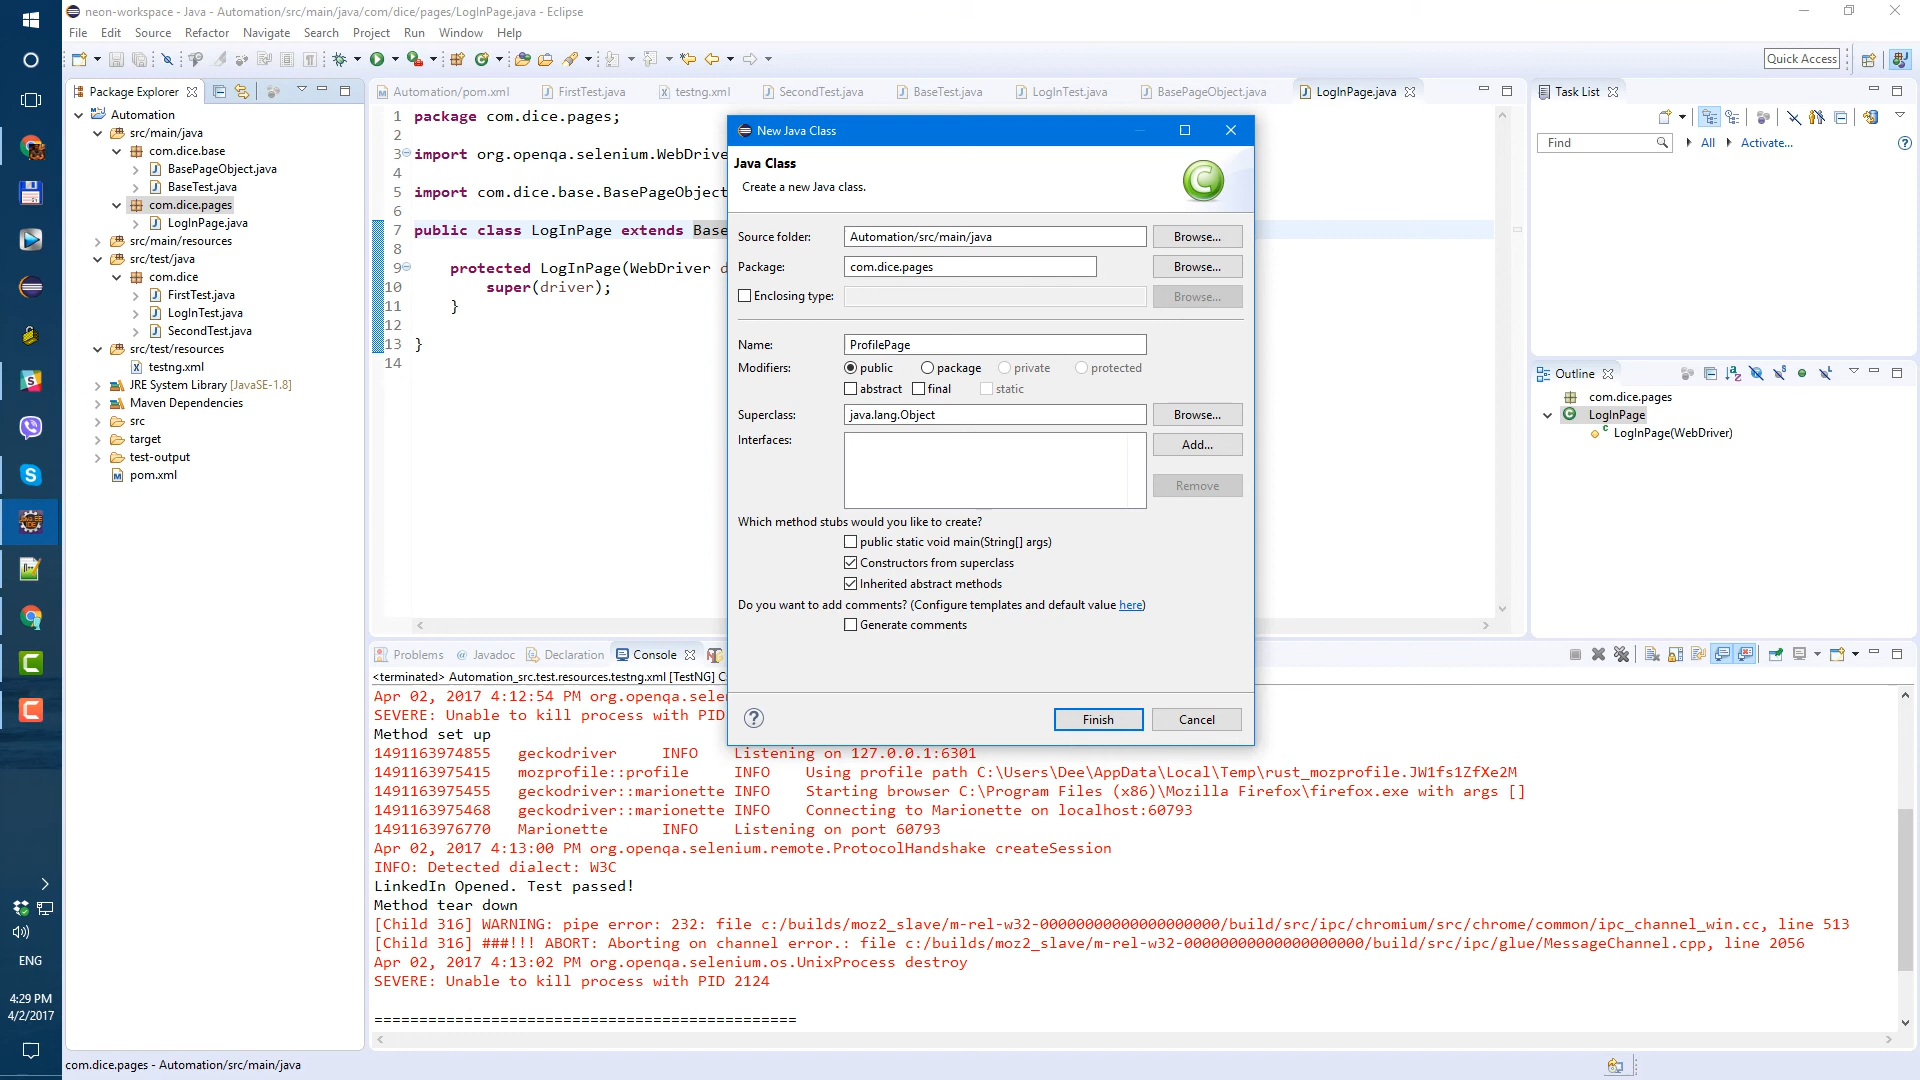 neon-workspace - Java - Automation/src/main/java/com/dice/pages/LogInPage.java - Eclipse
File Edit Source Refactor Navigate Search Project Run Window Help
Quick Access
Package Explorer
Automation
src/main/java
com.dice.base
BasePageObject.java
BaseTest.java
com.dice.pages
LogInPage.java
src/main/resources
src/test/java
com.dice
FirstTest.java
LogInTest.java
SecondTest.java
src/test/resources
testng.xml
JRE System Library [JavaSE-1.8]
Maven Dependencies
src
target
test-output
pom.xml
Automation/pom.xml FirstTest.java testng.xml SecondTest.java BaseTest.java LogInTest.java BasePageObject.java LogInPage.java
1 package com.dice.pages;
2
3 import org.openqa.selenium.WebDrive
4
5 import com.dice.base.BasePageObject
6
7 public class LogInPage extends Base
8
9 protected LogInPage(WebDriver d
10 super(driver);
11 }
12
13 }
14
New Java Class
Java Class
Create a new Java class.
Source folder: Automation/src/main/java Browse...
Package: com.dice.pages Browse...
Enclosing type: Browse...
Name: ProfilePage
Modifiers: public package private protected
abstract final static
Superclass: java.lang.Object Browse...
Interfaces: Add...
Remove
Which method stubs would you like to create?
public static void main(String[] args)
Constructors from superclass
Inherited abstract methods
Do you want to add comments? (Configure templates and default value here)
Generate comments
Finish Cancel
Task List
Find All Activate...
Outline
com.dice.pages
LogInPage
LogInPage(WebDriver)
Problems Javadoc Declaration Console
<terminated> Automation_src.test.resources.testng.xml [TestNG] C
Apr 02, 2017 4:12:54 PM org.openqa.sele
SEVERE: Unable to kill process with PID
Method set up
1491163974855 geckodriver INFO Listening on 127.0.0.1:6301
1491163975415 mozprofile::profile INFO Using profile path C:\Users\Dee\AppData\Local\Temp\rust_mozprofile.JW1fs1ZfXe2M
1491163975455 geckodriver::marionette INFO Starting browser C:\Program Files (x86)\Mozilla Firefox\firefox.exe with args []
1491163975468 geckodriver::marionette INFO Connecting to Marionette on localhost:60793
1491163976770 Marionette INFO Listening on port 60793
Apr 02, 2017 4:13:00 PM org.openqa.selenium.remote.ProtocolHandshake createSession
INFO: Detected dialect: W3C
LinkedIn Opened. Test passed!
Method tear down
[Child 316] WARNING: pipe error: 232: file c:/builds/moz2_slave/m-rel-w32-00000000000000000000/build/src/ipc/chromium/src/chrome/common/ipc_channel_win.cc, line 513
[Child 316] ###!!! ABORT: Aborting on channel error.: file c:/builds/moz2_slave/m-rel-w32-00000000000000000000/build/src/ipc/glue/MessageChannel.cpp, line 2056
Apr 02, 2017 4:13:02 PM org.openqa.selenium.os.UnixProcess destroy
SEVERE: Unable to kill process with PID 2124
===============================================
com.dice.pages - Automation/src/main/java
ENG
4:29 PM
4/2/2017